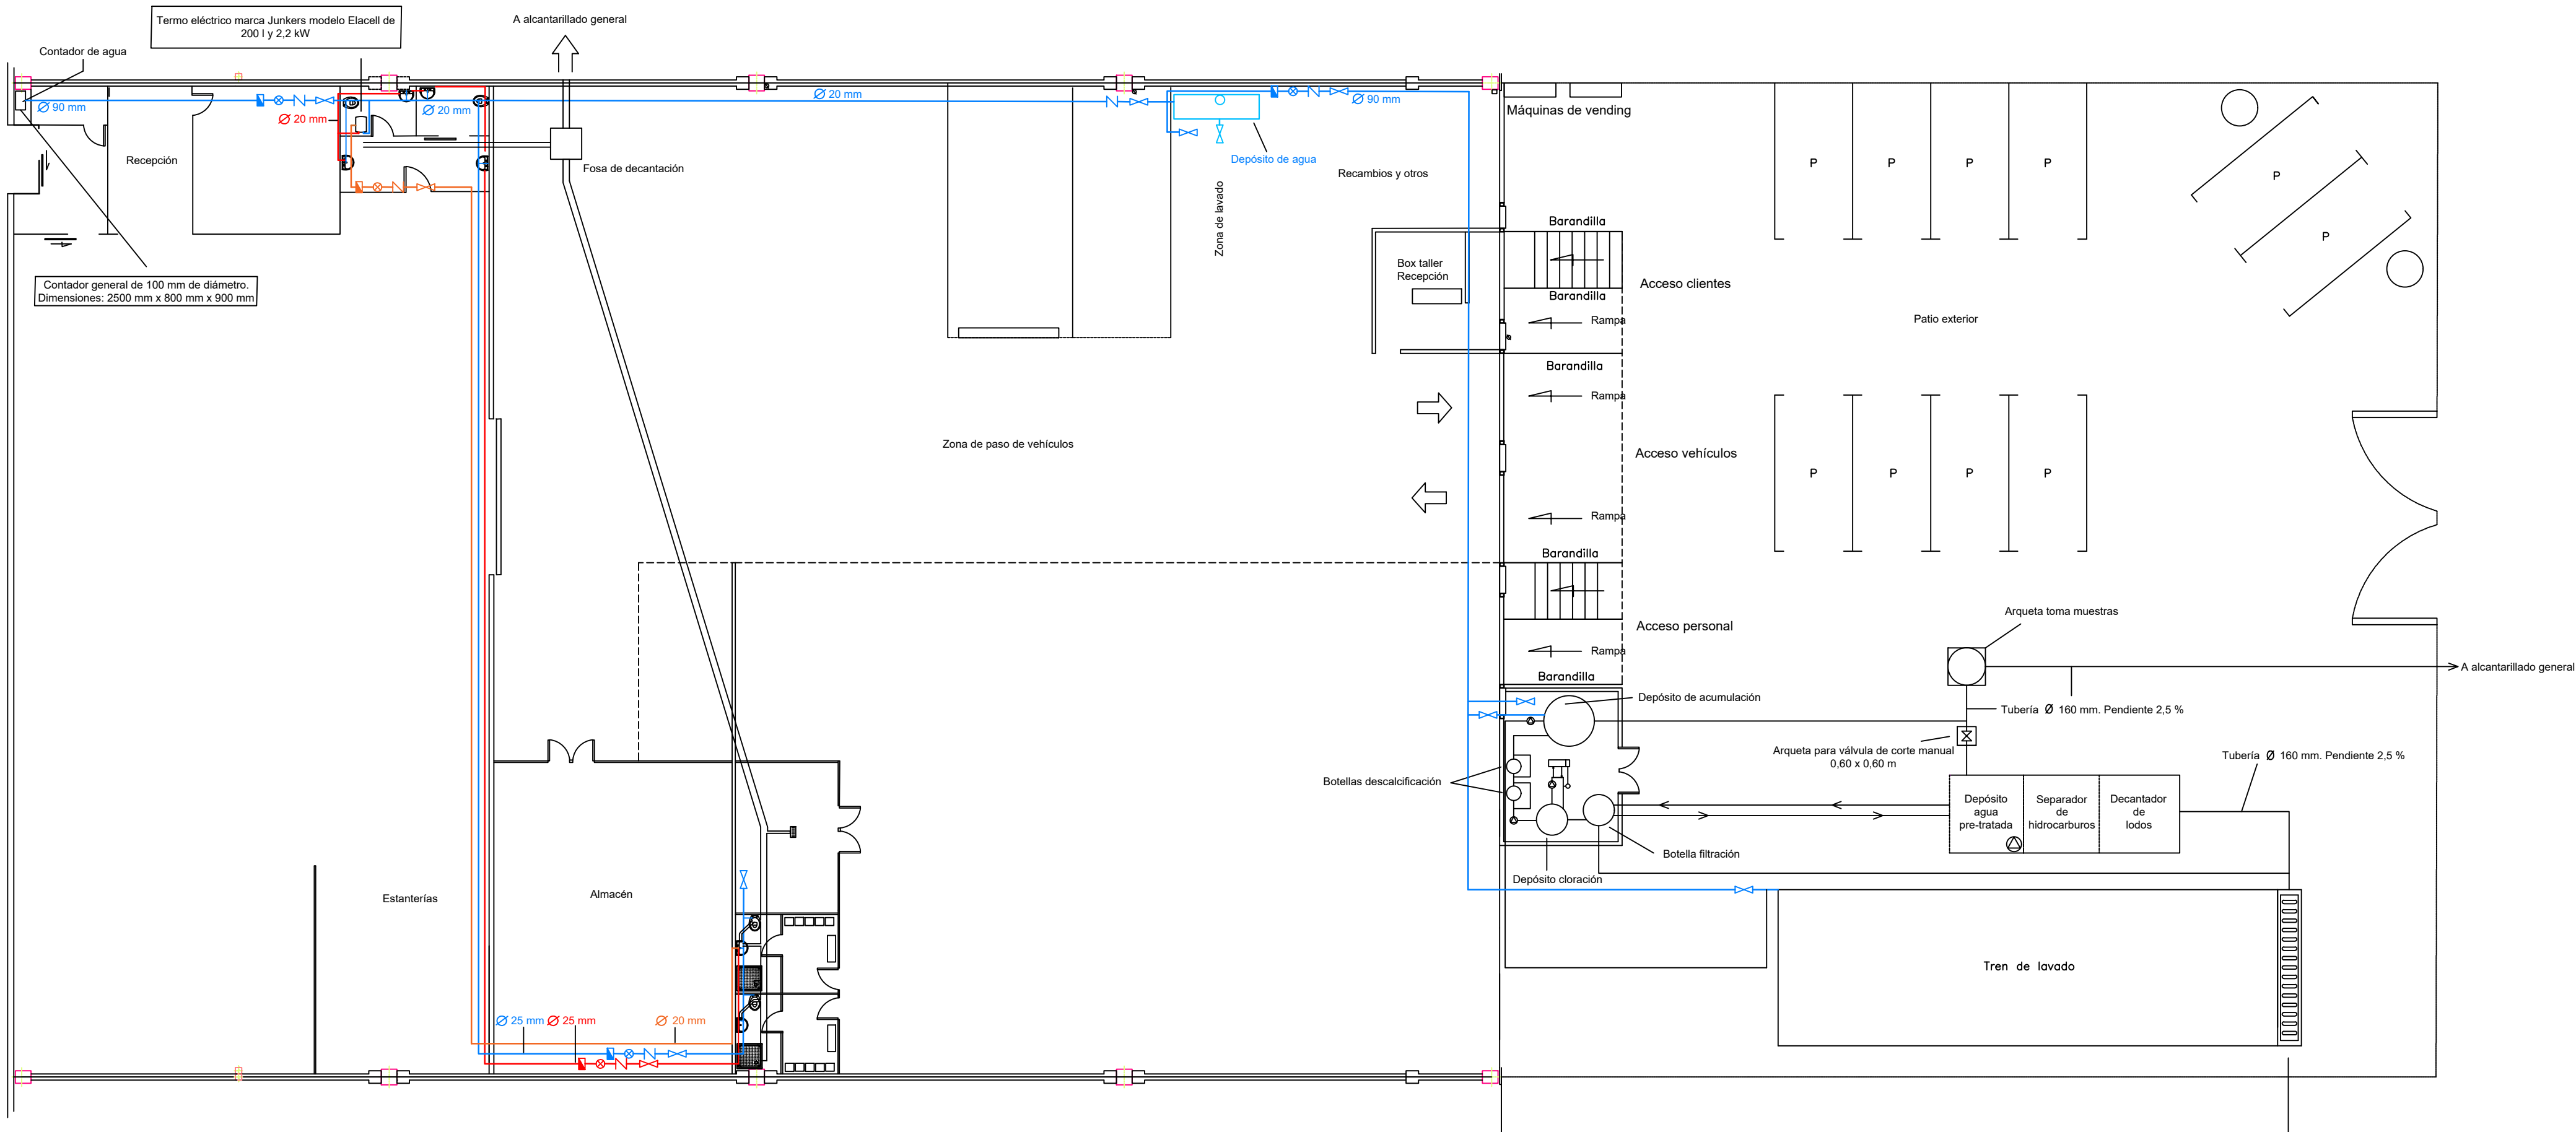 Termo eléctrico marca Junkers modelo Elacell de
200 l y 2,2 kW
A alcantarillado general
Contador de agua
Ø 90 mm
Ø 20 mm
Ø 20 mm
Ø 20 mm
Ø 90 mm
Máquinas de vending
Recepción
Fosa de decantación
Depósito de agua
Recambios y otros
Zona de lavado
P
P
P
P
P
P
Barandilla
Box taller
Recepción
Contador general de 100 mm de diámetro.
Dimensiones: 2500 mm x 800 mm x 900 mm
Acceso clientes
Barandilla
Rampa
Patio exterior
Barandilla
Rampa
Zona de paso de vehículos
Acceso vehículos
P
P
P
P
Rampa
Barandilla
Arqueta toma muestras
Acceso personal
Rampa
A alcantarillado general
Barandilla
Depósito de acumulación
Tubería Ø 160 mm. Pendiente 2,5 %
Arqueta para válvula de corte manual
0,60 x 0,60 m
Tubería Ø 160 mm. Pendiente 2,5 %
Botellas descalcificación
Depósito
agua
pre-tratada
Separador
de
hidrocarburos
Decantador
de
lodos
Botella filtración
Depósito cloración
Estanterías
Almacén
Tren de lavado
Ø 25 mm
Ø 25 mm
Ø 20 mm